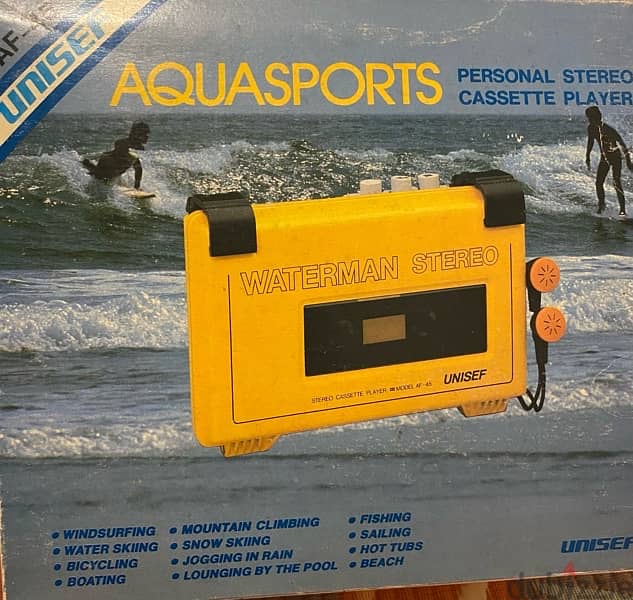 AF-
UNISEF
AQUASPORTS
PERSONAL STEREO
CASSETTE PLAYER
WATERMAN STEREO
STEREO CASSETTE PLAYER MODEL AF-45
UNISEF
• WINDSURFING
• WATER SKIING
• BICYCLING
• BOATING
• MOUNTAIN CLIMBING
• SNOW SKIING
• JOGGING IN RAIN
• LOUNGING BY THE POOL
• FISHING
• SAILING
• HOT TUBS
• BEACH
UNISEF